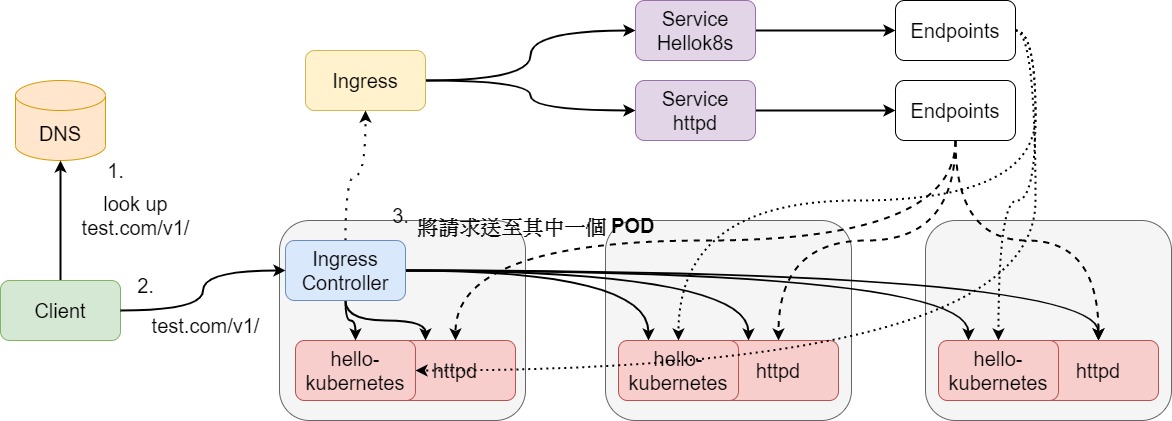 Service
Hellok8s
Endpoints
Ingress
Service
httpd
Endpoints
DNS
1.
look up
test.com/v1/
3. 將請求送至其中一個 POD
Ingress
Controller
2.
Client
test.com/v1/
hello-
kubernetes
httpd
hello-
kubernetes
httpd
hello-
kubernetes
httpd